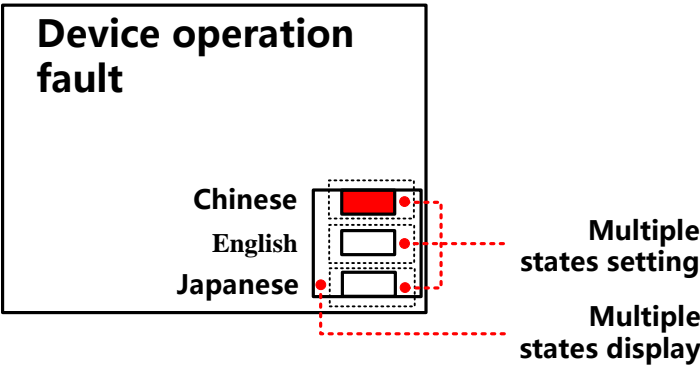 Device operation
fault
Chinese
English
Japanese
Multiple
states setting
Multiple
states display